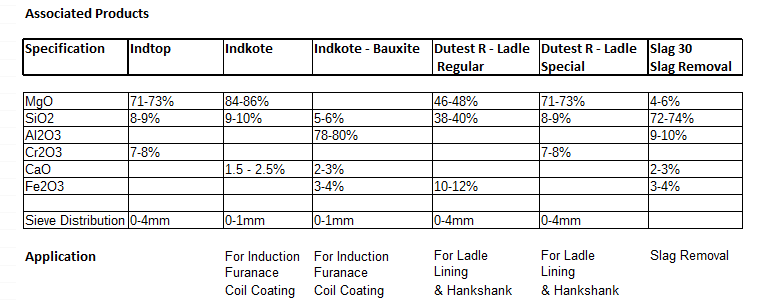 Associated Products
Specification Indtop Indkote Indkote - Bauxite Dutest R - Ladle Dutest R - Ladle Slag 30
Regular Special Slag Removal
MgO 71-73% 84-86% 46-48% 71-73% 4-6%
SiO2 8-9% 9-10% 5-6% 38-40% 8-9% 72-74%
Al2O3 78-80% 9-10%
Cr2O3 7-8% 7-8%
CaO 1.5 - 2.5% 2-3% 2-3%
Fe2O3 3-4% 10-12% 3-4%
Sieve Distribution 0-4mm 0-1mm 0-1mm 0-4mm 0-4mm
Application For Induction For Induction For Ladle For Ladle Slag Removal
Furanace Furanace Lining Lining
Coil Coating Coil Coating & Hankshank & Hankshank